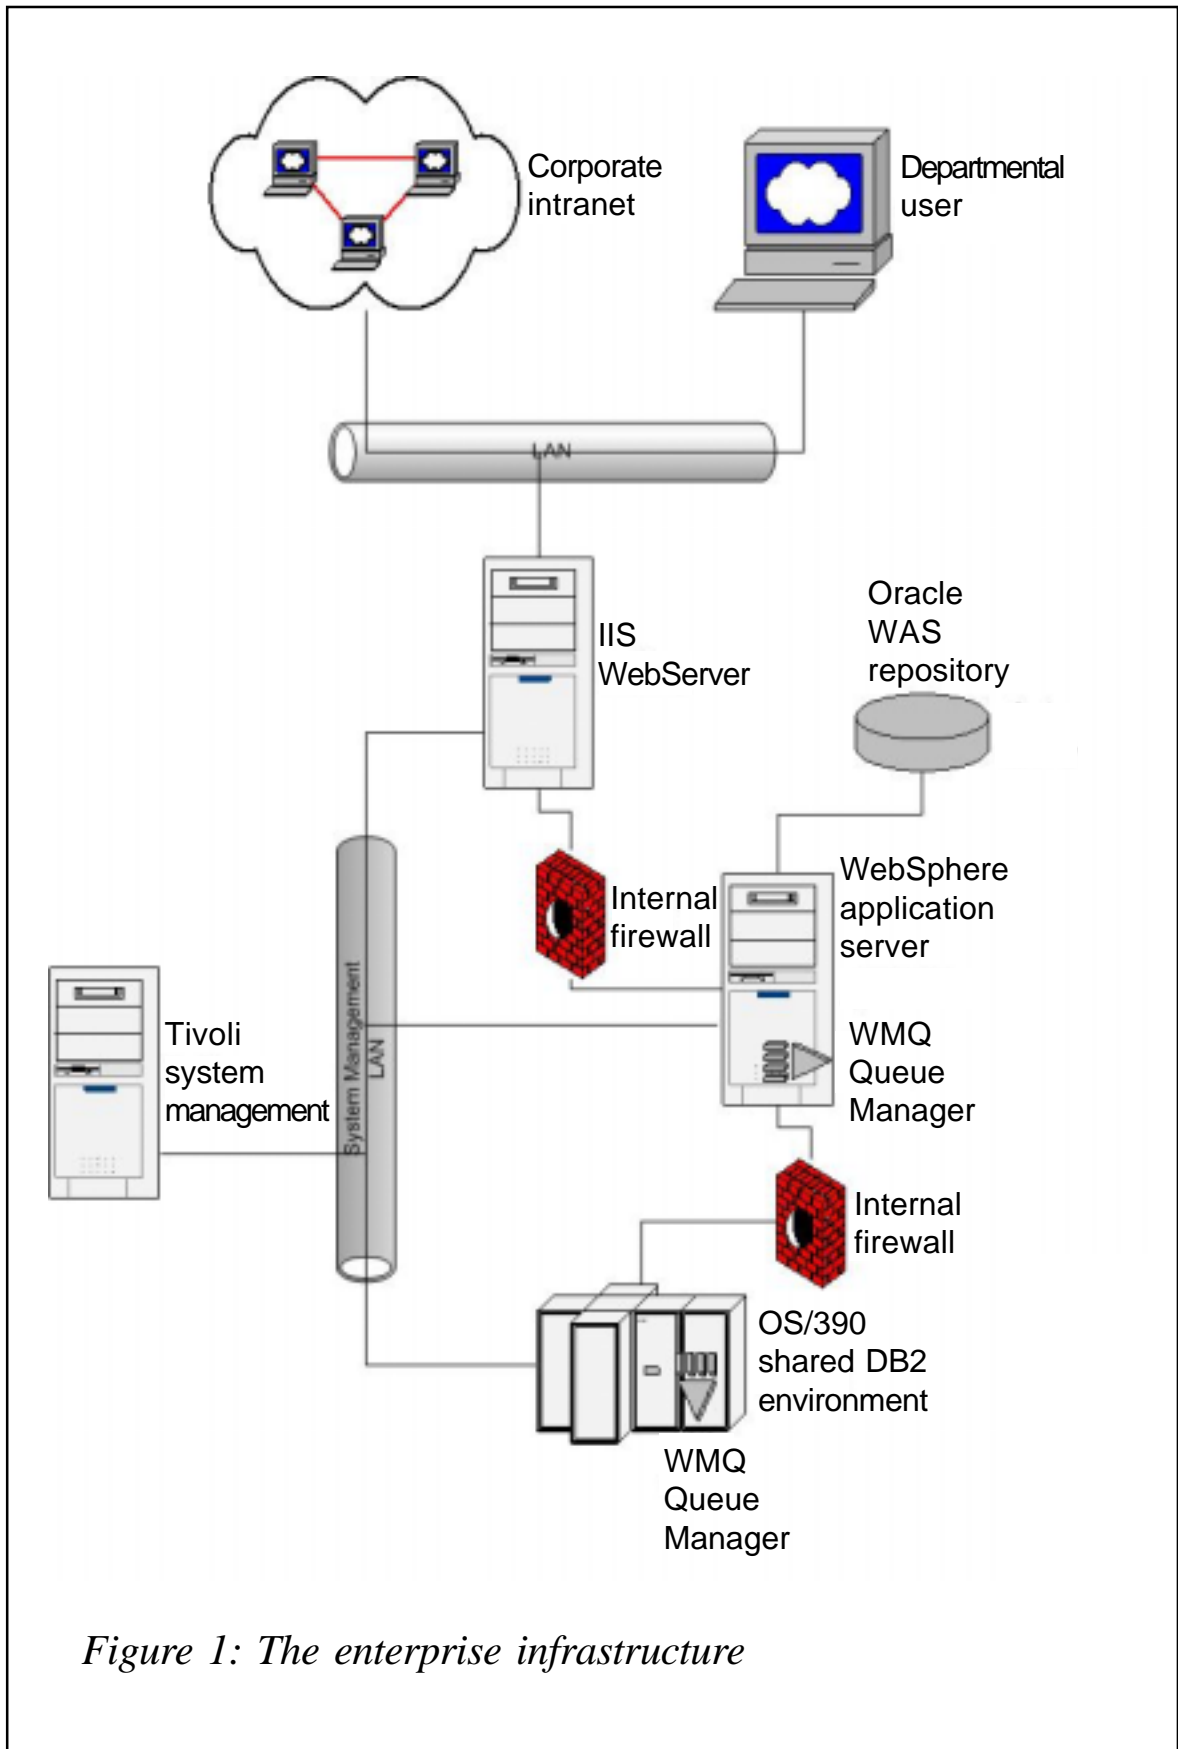 Corporate
intranet
Departmental
user
LAN
IIS
WebServer
Oracle
WAS
repository
Internal
firewall
WebSphere
application
server
System Management
LAN
Tivoli
system
management
WMQ
Queue
Manager
Internal
firewall
OS/390
shared DB2
environment
WMQ
Queue
Manager
Figure 1: The enterprise infrastructure